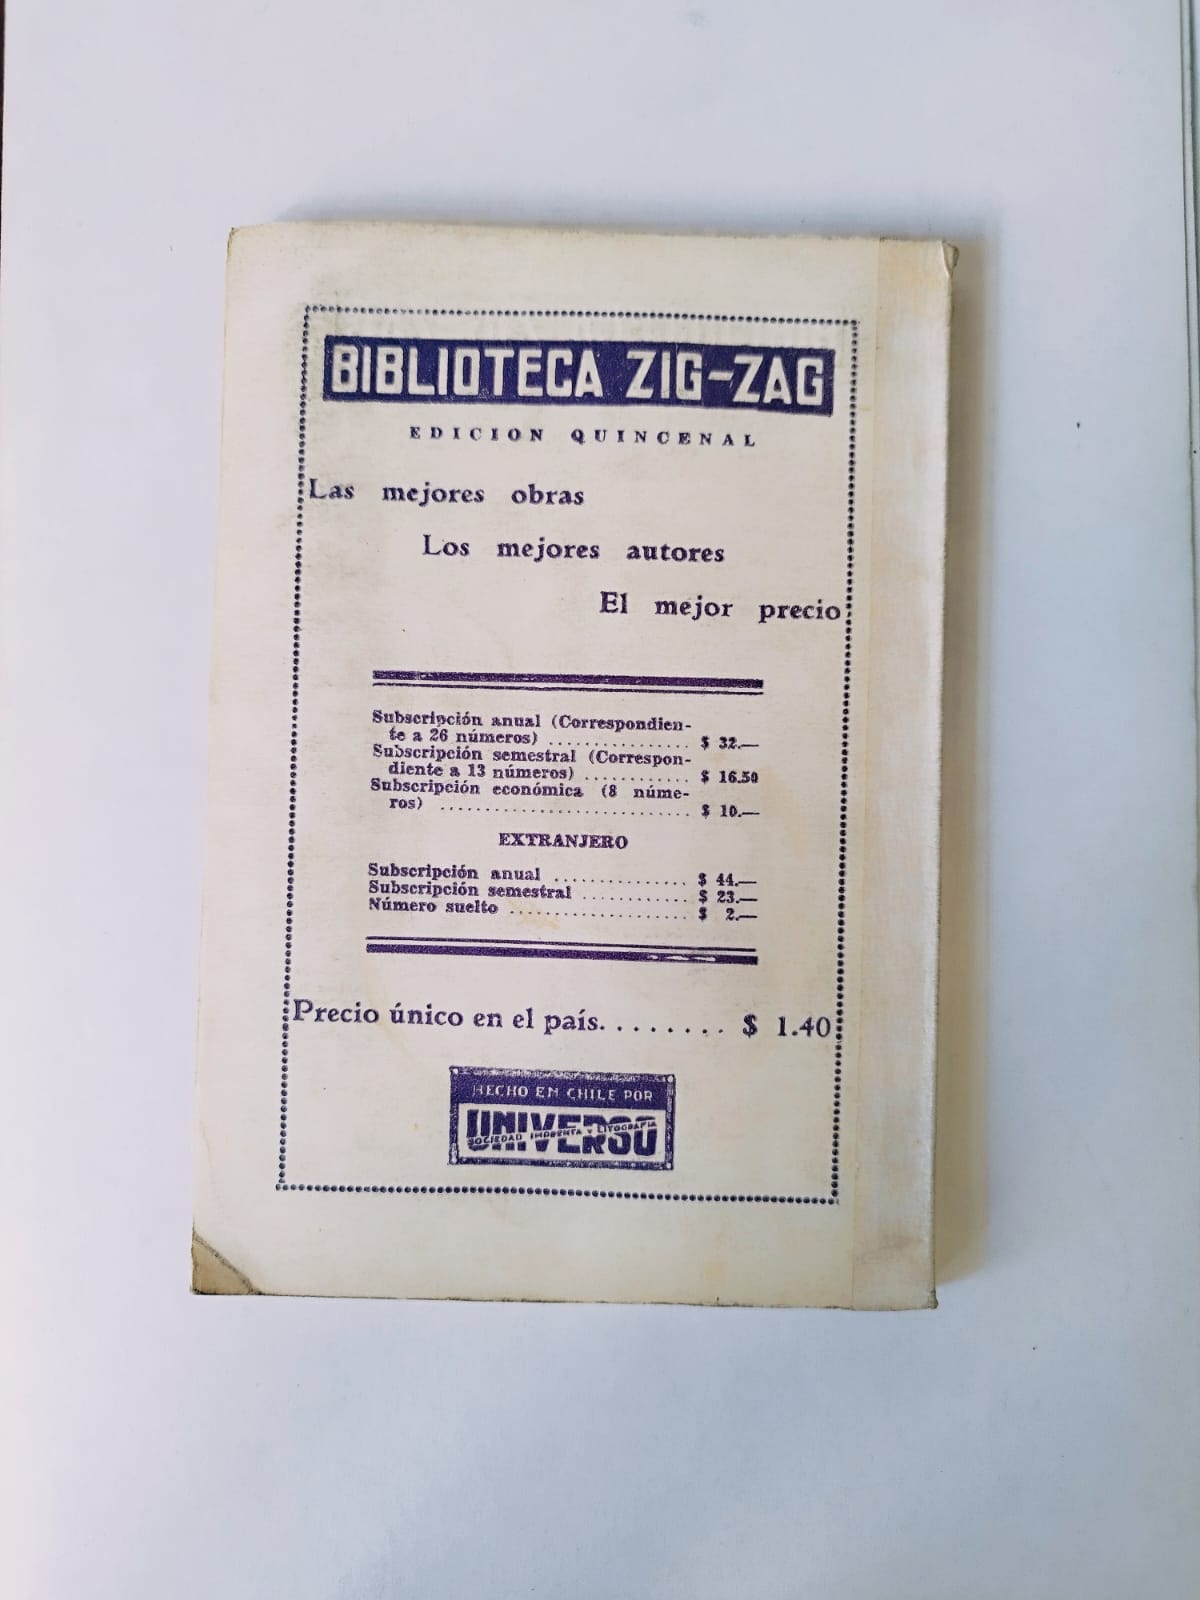 BIBLIOTECA ZIG-ZAG
EDICION QUINCENAL
Las mejores obras
Los mejores autores
El mejor precio
Subscripción anual (Correspondien-
te a 26 números) ................ $ 32.—
Subscripción semestral (Correspon-
diente a 13 números) ............ $ 16.50
Subscripción económica (8 núme-
ros) ............................. $ 10.—
EXTRANJERO
Subscripción anual ................ $ 44.—
Subscripción semestral ............ $ 23.—
Número suelto ..................... $ 2.—
Precio único en el país........ $ 1.40
HECHO EN CHILE POR
UNIVERSO
SOCIEDAD IMPRENTA Y LITOGRAFIA